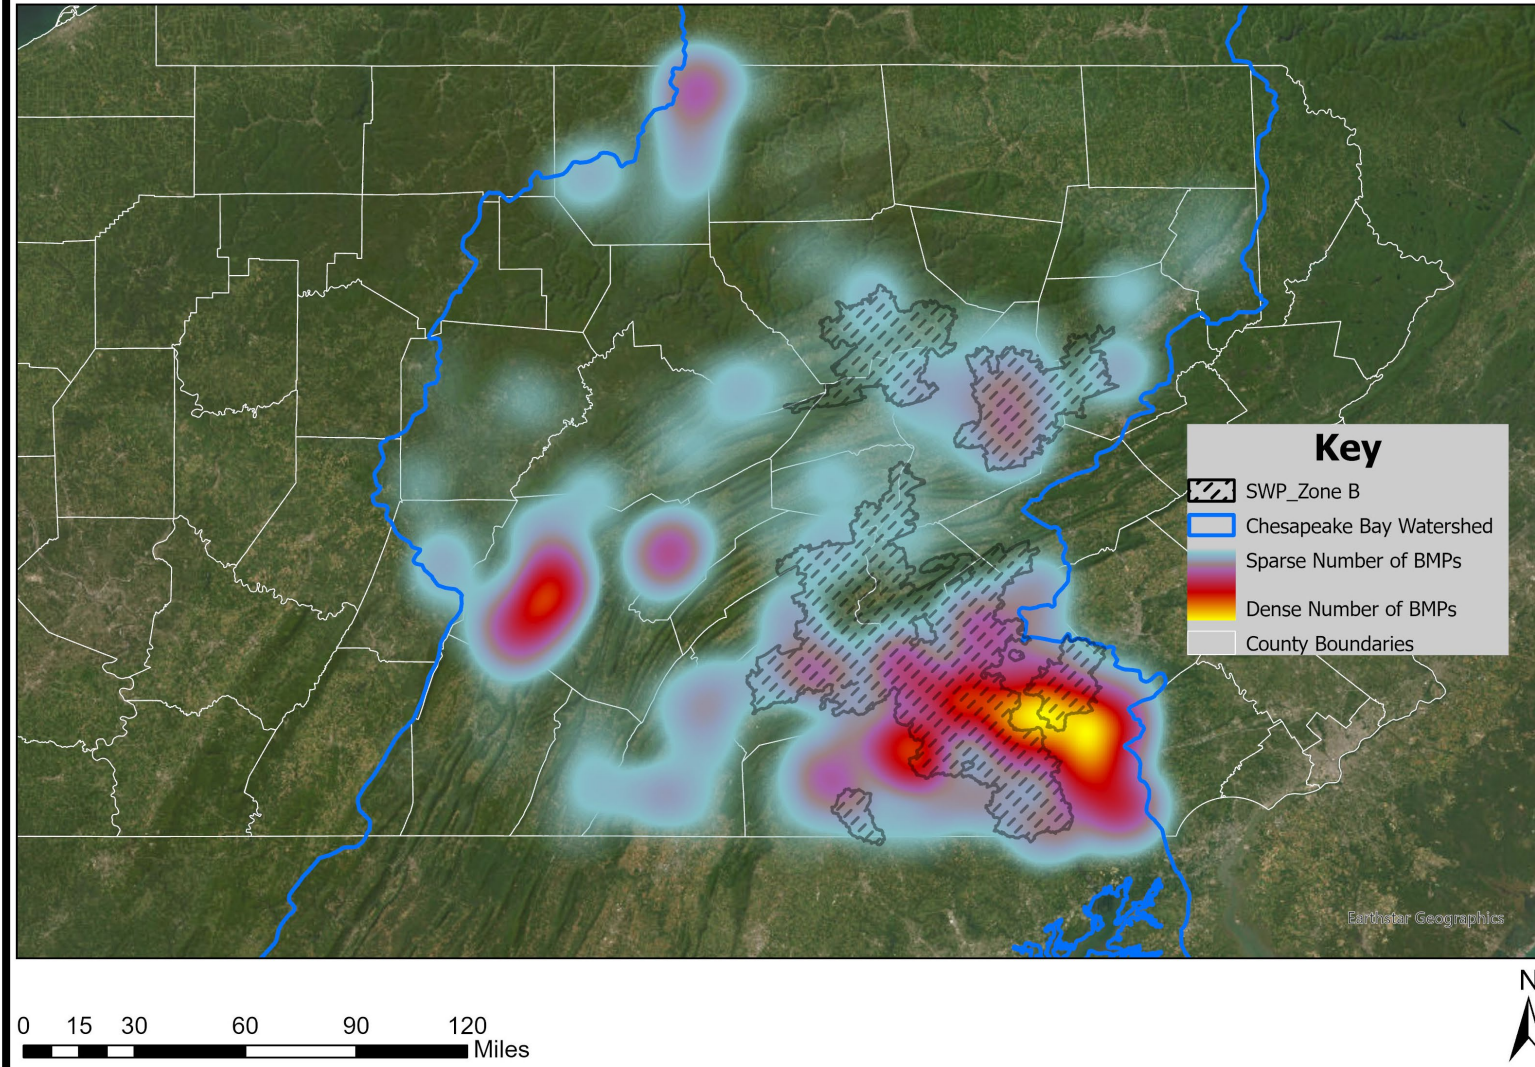 Key
SWP_Zone B
Chesapeake Bay Watershed
Sparse Number of BMPs
Dense Number of BMPs
County Boundaries
Earthstar Geographics
N
0 15 30 60 90 120
Miles